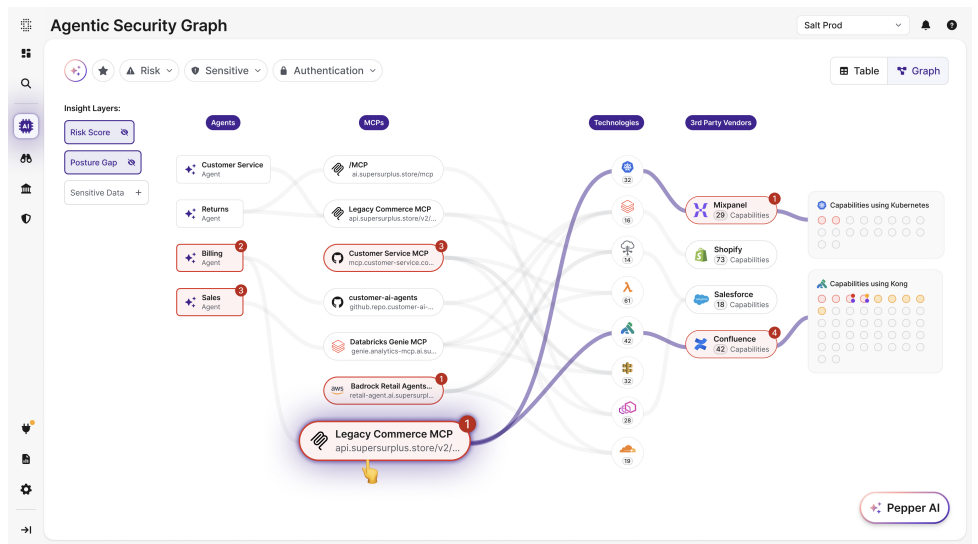 Agentic Security Graph
Salt Prod
Risk
Sensitive
Authentication
Table
Graph
Insight Layers:
Risk Score
Posture Gap
Sensitive Data +
Agents
MCPs
Technologies
3rd Party Vendors
Customer Service
Agent
Returns
Agent
2
Billing
Agent
3
Sales
Agent
/MCP
ai.supersurplus.store/mcp
Legacy Commerce MCP
api.supersurplus.store/v2/...
3
Customer Service MCP
mcp.customer-service.co...
customer-ai-agents
github.repo.customer-ai-...
Databricks Genie MCP
genie.analytics-mcp.ai.su...
1
aws
Badrock Retail Agents...
retail-agent.ai.supersurpl...
1
Legacy Commerce MCP
api.supersurplus.store/v2/...
32
16
14
61
42
32
28
19
1
Mixpanel
29 Capabilities
Shopify
73 Capabilities
Salesforce
18 Capabilities
4
Confluence
42 Capabilities
Capabilities using Kubernetes
Capabilities using Kong
Pepper AI
AI